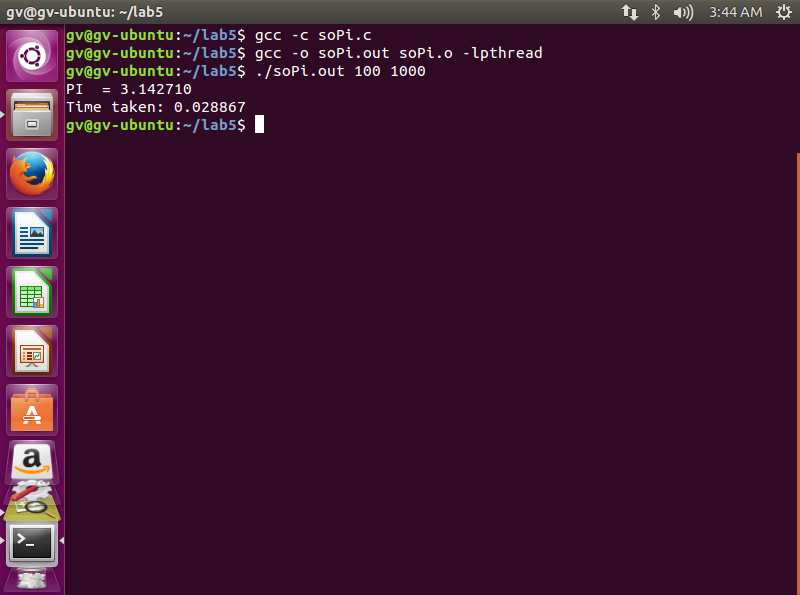 gv@gv-ubuntu: ~/lab5
3:44 AM
gv@gv-ubuntu:~/lab5$ gcc -c soPi.c
gv@gv-ubuntu:~/lab5$ gcc -o soPi.out soPi.o -lpthread
gv@gv-ubuntu:~/lab5$ ./soPi.out 100 1000
PI  = 3.142710
Time taken: 0.028867
gv@gv-ubuntu:~/lab5$
a
>_